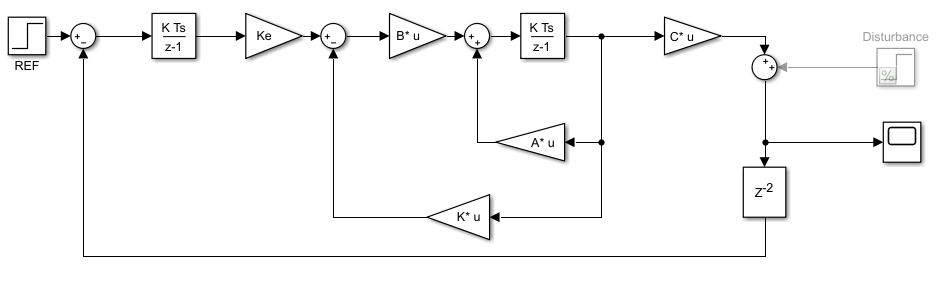 REF
+
−
K Ts
z-1
Ke
+
−
B* u
+
+
K Ts
z-1
C* u
Disturbance
+
+
%
A* u
Z-2
K* u